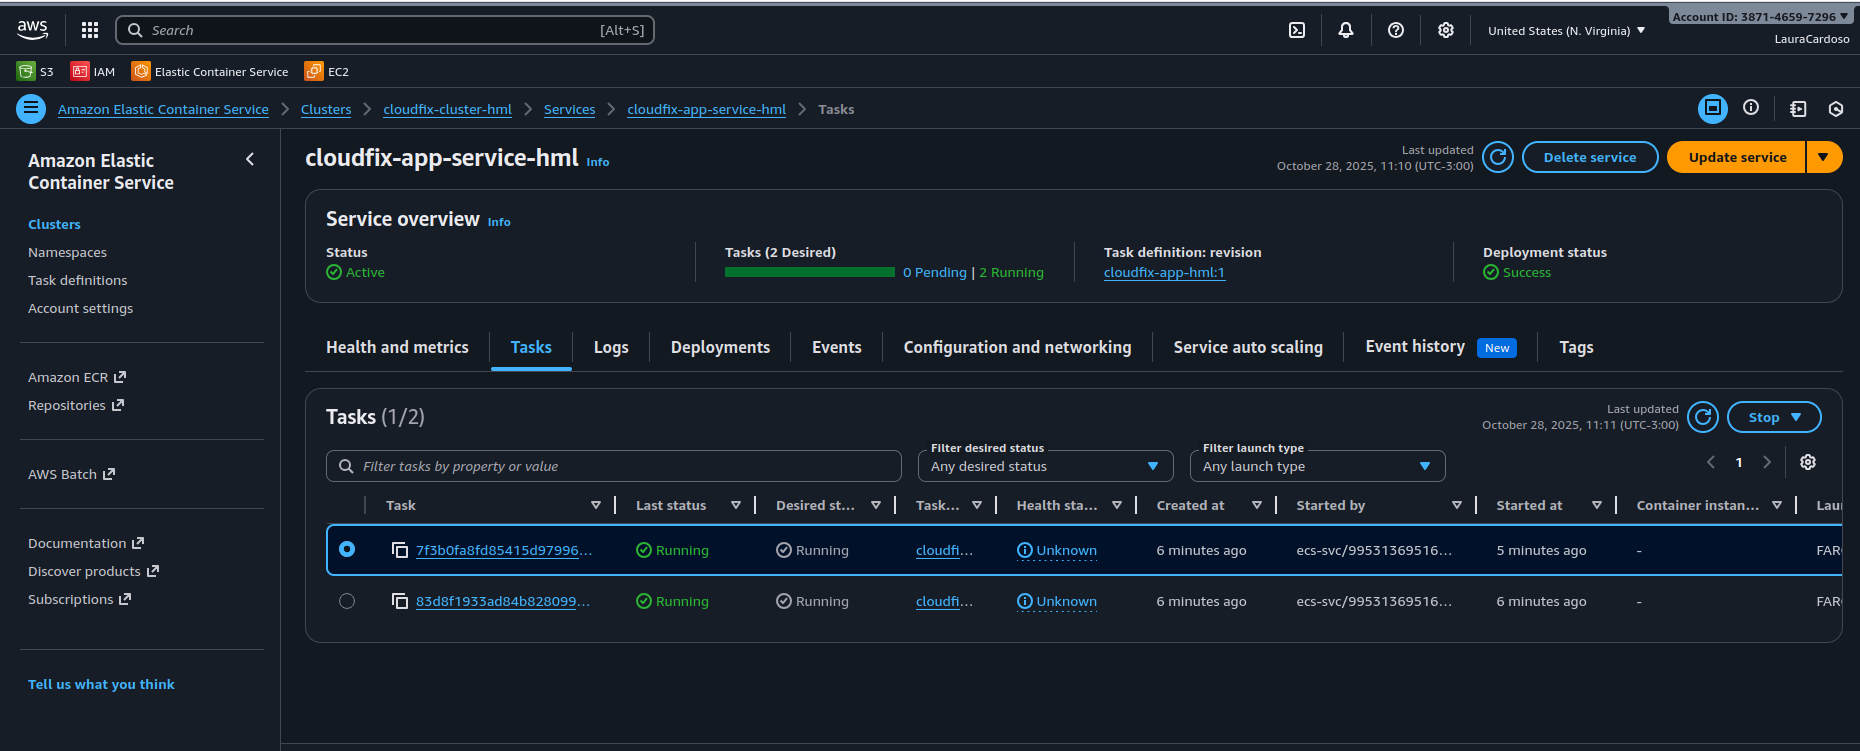 aws
Search [Alt+S]
United States (N. Virginia)
Account ID: 3871-4659-7296
LauraCardoso
S3
IAM
Elastic Container Service
EC2
Amazon Elastic Container Service
Clusters
cloudfix-cluster-hml
Services
cloudfix-app-service-hml
Tasks
Amazon Elastic
Container Service
Clusters
Namespaces
Task definitions
Account settings
Amazon ECR
Repositories
AWS Batch
Documentation
Discover products
Subscriptions
Tell us what you think
cloudfix-app-service-hml Info
Last updated
October 28, 2025, 11:10 (UTC-3:00)
Delete service
Update service
Service overview Info
Status
Active
Tasks (2 Desired)
0 Pending | 2 Running
Task definition: revision
cloudfix-app-hml:1
Deployment status
Success
Health and metrics
Tasks
Logs
Deployments
Events
Configuration and networking
Service auto scaling
Event history New
Tags
Tasks (1/2)
Last updated
October 28, 2025, 11:11 (UTC-3:00)
Stop
Filter tasks by property or value
Filter desired status
Any desired status
Filter launch type
Any launch type
1
Task Last status Desired st... Task... Health sta... Created at Started by Started at Container instan... Lau
7f3b0fa8fd85415d97996... Running Running cloudfi... Unknown 6 minutes ago ecs-svc/99531369516... 5 minutes ago - FAR
83d8f1933ad84b828099... Running Running cloudfi... Unknown 6 minutes ago ecs-svc/99531369516... 6 minutes ago - FAR